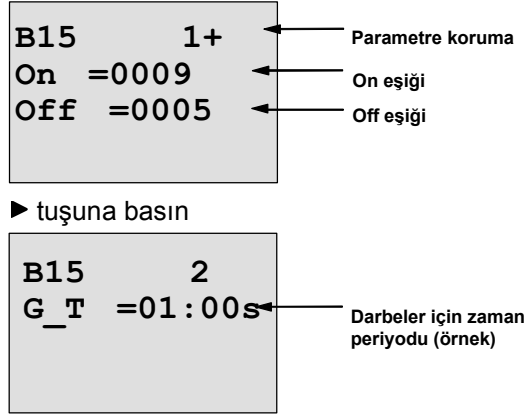 B15 1+
Parametre koruma
On =0009
On eşiği
Off =0005
Off eşiği
► tuşuna basın
B15 2
G_T =01:00s
Darbeler için zaman
periyodu (örnek)